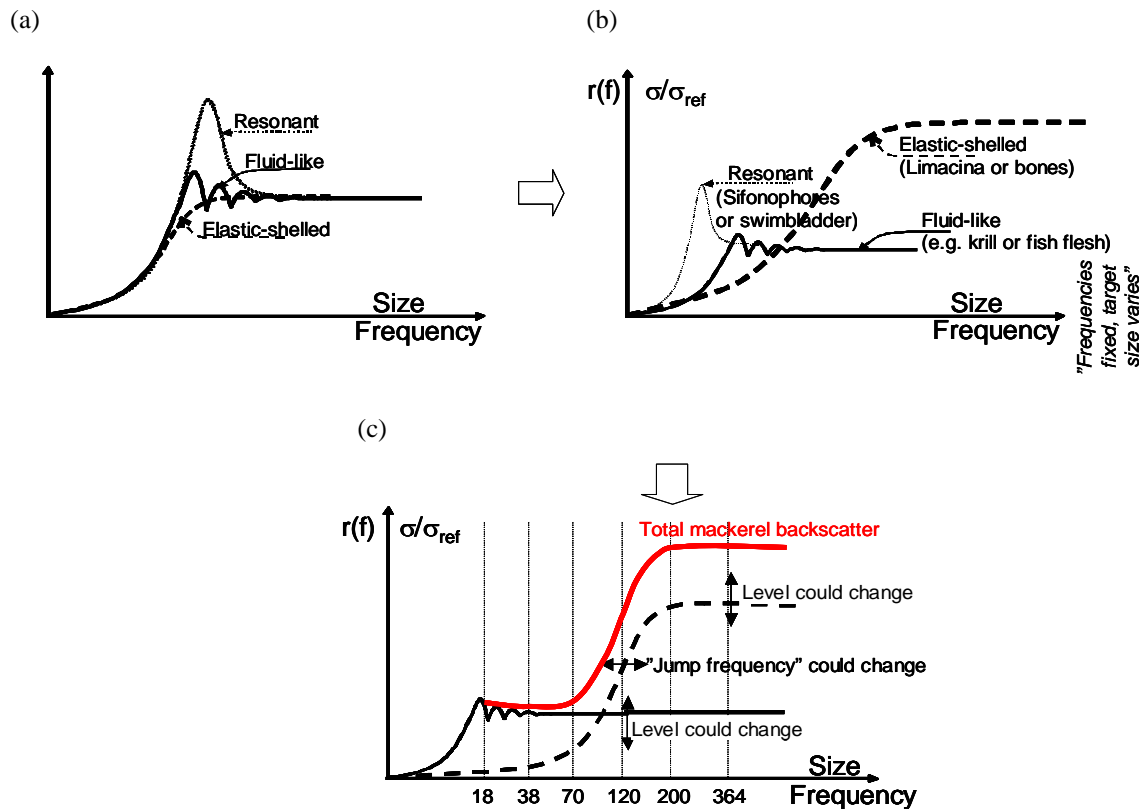 (a)
Resonant
Fluid-like
Elastic-shelled
Size
Frequency
(b)
r(f) σ/σref
Resonant
(Sifonophores
or swimbladder)
Elastic-shelled
(Limacina or bones)
Fluid-like
(e.g. krill or fish flesh)
Size
Frequency
"Frequencies
fixed, target
size varies"
(c)
r(f) σ/σref
Total mackerel backscatter
Level could change
"Jump frequency" could change
Level could change
Size
18 38 70 120 200 364 Frequency